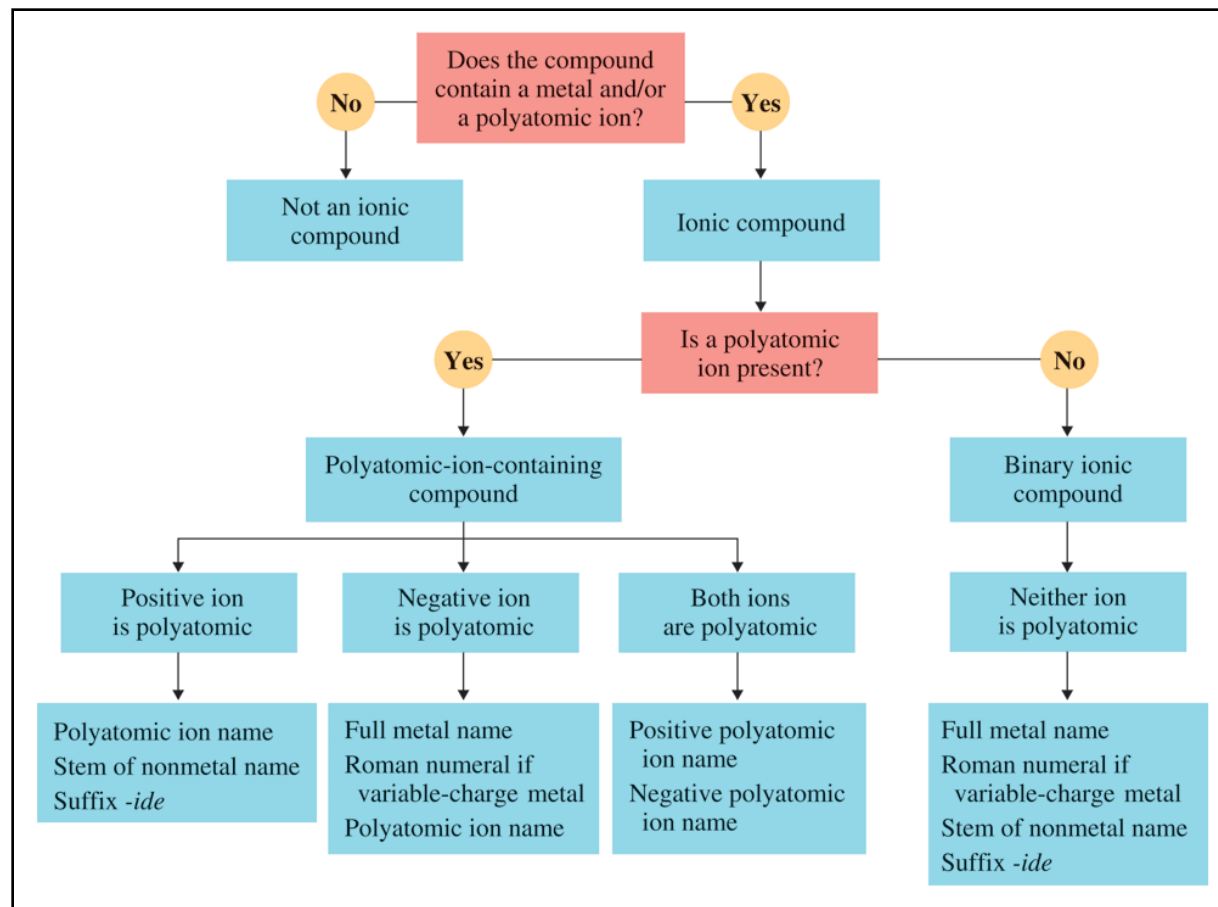 Does the compound
contain a metal and/or
a polyatomic ion?
No
Yes
Not an ionic
compound
Ionic compound
Is a polyatomic
ion present?
Yes
No
Polyatomic-ion-containing
compound
Binary ionic
compound
Positive ion
is polyatomic
Negative ion
is polyatomic
Both ions
are polyatomic
Neither ion
is polyatomic
Polyatomic ion name
Stem of nonmetal name
Suffix -ide
Full metal name
Roman numeral if
variable-charge metal
Polyatomic ion name
Positive polyatomic
ion name
Negative polyatomic
ion name
Full metal name
Roman numeral if
variable-charge metal
Stem of nonmetal name
Suffix -ide